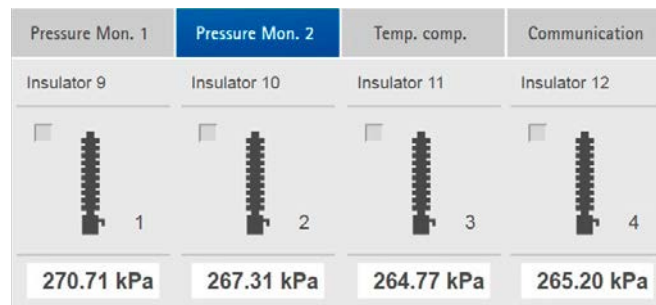 Pressure Mon. 1 Pressure Mon. 2 Temp. comp. Communication
Insulator 9 Insulator 10 Insulator 11 Insulator 12
1 2 3 4
270.71 kPa 267.31 kPa 264.77 kPa 265.20 kPa